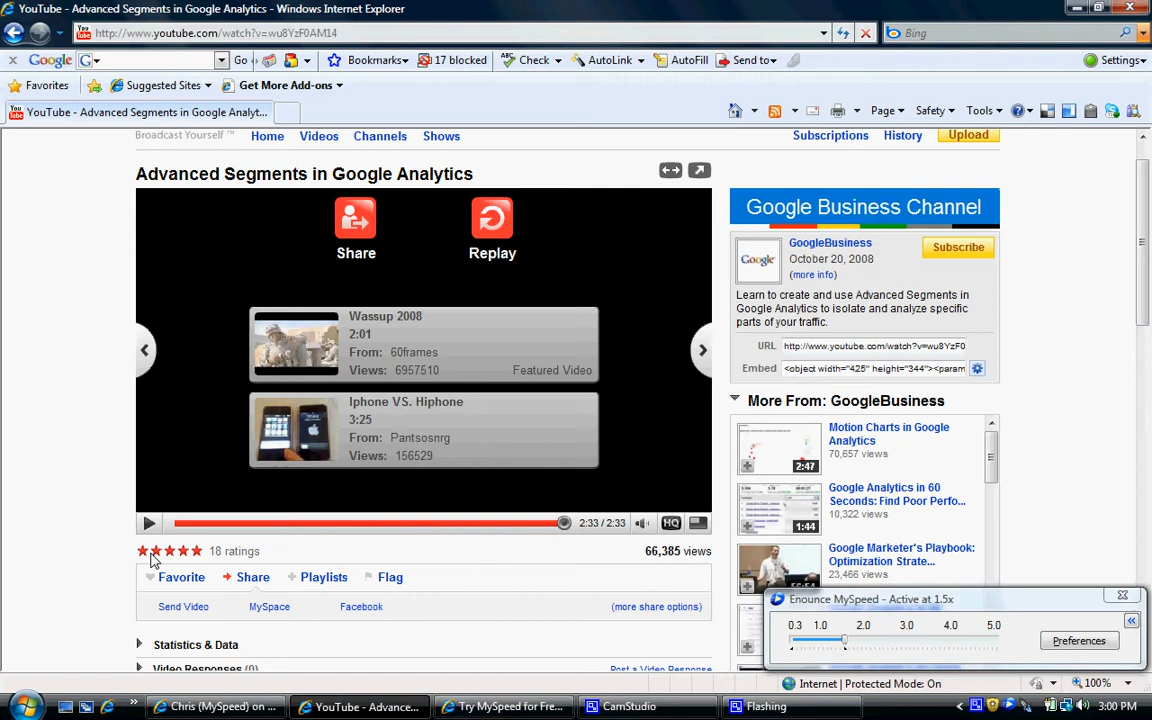 YouTube - Advanced Segments in Google Analytics - Windows Internet Explorer
http://www.youtube.com/watch?v=wu8YzF0AM14
Bing
Google
Go
Bookmarks
17 blocked
Check
AutoLink
AutoFill
Send to
Settings
Favorites
Suggested Sites
Get More Add-ons
YouTube - Advanced Segments in Google Analyt...
Page
Safety
Tools
Broadcast Yourself ™
Home
Videos
Channels
Shows
Subscriptions
History
Upload
Advanced Segments in Google Analytics
Share
Replay
Wassup 2008
2:01
From: 60frames
Views: 6957510
Featured Video
Iphone VS. Hiphone
3:25
From: Pantsosnrg
Views: 156529
2:33 / 2:33
HQ
18 ratings
66,385 views
Favorite
Share
Playlists
Flag
Send Video
MySpace
Facebook
(more share options)
Statistics & Data
Video Responses (0)
Post a Video Response
Google Business Channel
Google
GoogleBusiness
October 20, 2008
(more info)
Subscribe
Learn to create and use Advanced Segments in
Google Analytics to isolate and analyze specific
parts of your traffic.
URL
http://www.youtube.com/watch?v=wu8YzF0
Embed
<object width="425" height="344"><param
More From: GoogleBusiness
Motion Charts in Google
Analytics
70,657 views
2:47
Google Analytics in 60
Seconds: Find Poor Perfo...
10,322 views
1:44
Google Marketer's Playbook:
Optimization Strate...
23,466 views
Enounce MySpeed - Active at 1.5x
0.3 1.0 2.0 3.0 4.0 5.0
Preferences
Internet | Protected Mode: On
100%
Chris (MySpeed) on ...
YouTube - Advance...
Try MySpeed for Fre...
CamStudio
Flashing
3:00 PM